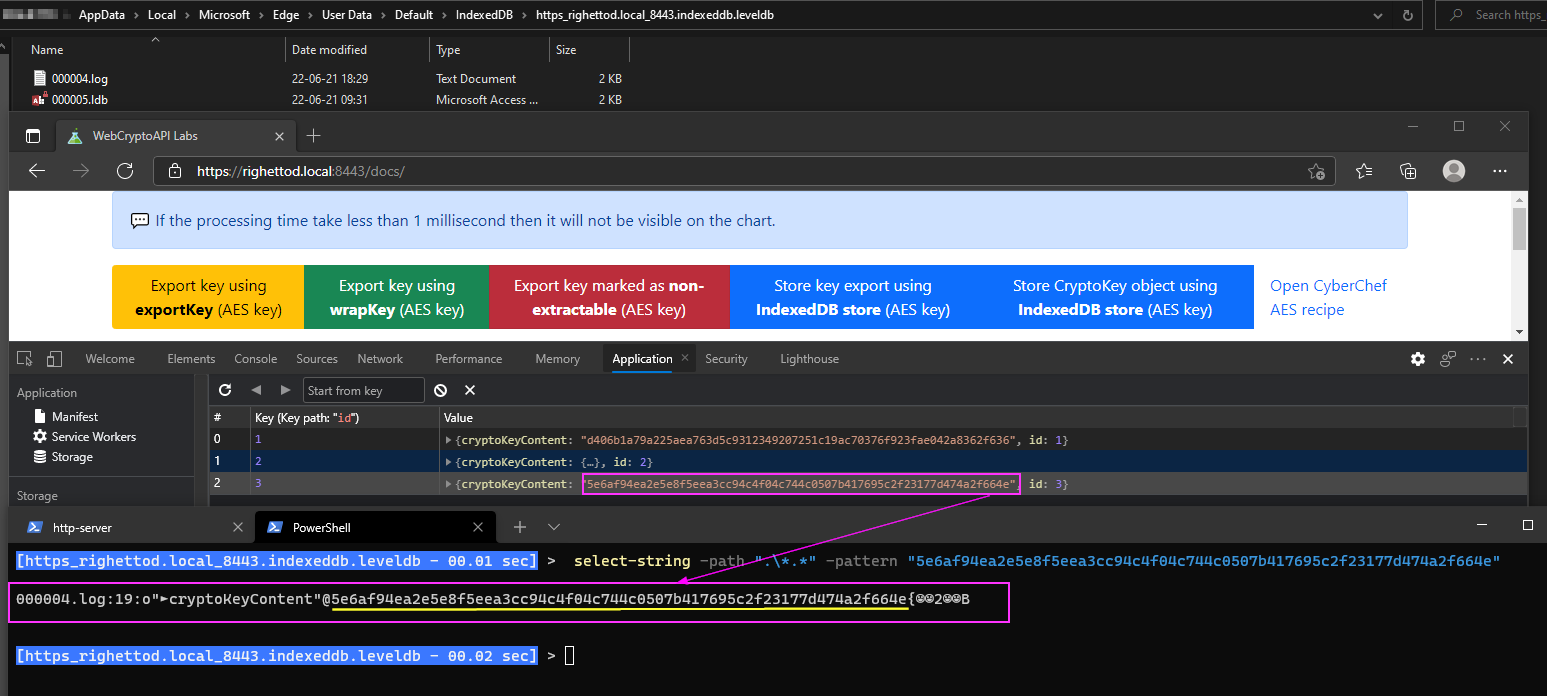 AppData > Local > Microsoft > Edge > User Data > Default > IndexedDB > https_righettod.local_8443.indexeddb.leveldb
Search https_
Name Date modified Type Size
000004.log 22-06-21 18:29 Text Document 2 KB
000005.ldb 22-06-21 09:31 Microsoft Access ... 2 KB
WebCryptoAPI Labs
https://righettod.local:8443/docs/
If the processing time take less than 1 millisecond then it will not be visible on the chart.
Export key using
exportKey (AES key)
Export key using
wrapKey (AES key)
Export key marked as non-
extractable (AES key)
Store key export using
IndexedDB store (AES key)
Store CryptoKey object using
IndexedDB store (AES key)
Open CyberChef
AES recipe
Welcome Elements Console Sources Network Performance Memory Application Security Lighthouse
Application
Manifest
Service Workers
Storage
Storage
Start from key
# Key (Key path: "id") Value
0 1 {cryptoKeyContent: "d406b1a79a225aea763d5c9312349207251c19ac70376f923fae042a8362f636", id: 1}
1 2 {cryptoKeyContent: {…}, id: 2}
2 3 {cryptoKeyContent: "5e6af94ea2e5e8f5eea3cc94c4f04c744c0507b417695c2f23177d474a2f664e", id: 3}
http-server PowerShell
[https_righettod.local_8443.indexeddb.leveldb - 00.01 sec] > select-string -path ".\*.*" -pattern "5e6af94ea2e5e8f5eea3cc94c4f04c744c0507b417695c2f23177d474a2f664e"
000004.log:19:o"►cryptoKeyContent"@5e6af94ea2e5e8f5eea3cc94c4f04c744c0507b417695c2f23177d474a2f664e{☻☻2☻☻B
[https_righettod.local_8443.indexeddb.leveldb - 00.02 sec] >